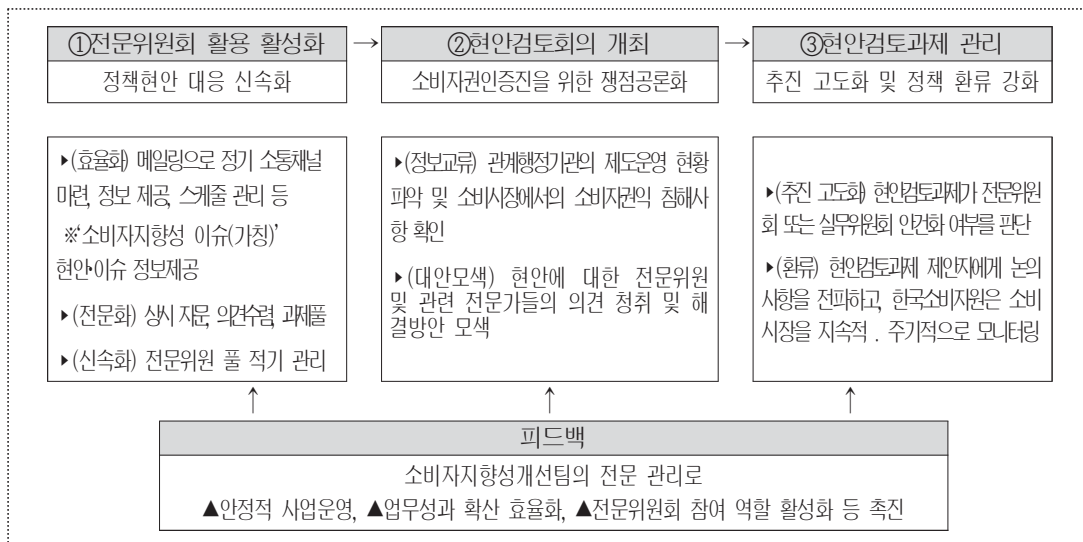 ①전문위원회 활용 활성화
정책현안 대응 신속화
→
②현안검토회의 개최
소비자권인증진을 위한 쟁점공론화
→
③현안검토과제 관리
추진 고도화 및 정책 환류 강화
▸(효율화) 메일링으로 정기 소통채널
마련, 정보 제공, 스케줄 관리 등
※'소비자지향성 이슈(가칭)'
현안·이슈 정보제공
▸(전문화) 상시 자문, 의견수렴, 과제풀
▸(신속화) 전문위원 풀 적기 관리
▸(정보교류) 관계행정기관의 제도운영 현황
파악 및 소비시장에서의 소비자권익 침해사
항 확인
▸(대안모색) 현안에 대한 전문위원
및 관련 전문가들의 의견 청취 및 해
결방안 모색
▸(추진 고도화) 현안검토과제가 전문위원
회 또는 실무위원회 안건화 여부를 판단
▸(환류) 현안검토과제 제안자에게 논의
사항을 전파하고, 한국소비자원은 소비
시장을 지속적 . 주기적으로 모니터링
↑ ↑ ↑
피드백
소비자지향성개선팀의 전문 관리로
▲안정적 사업운영, ▲업무성과 확산 효율화, ▲전문위원회 참여 역할 활성화 등 촉진